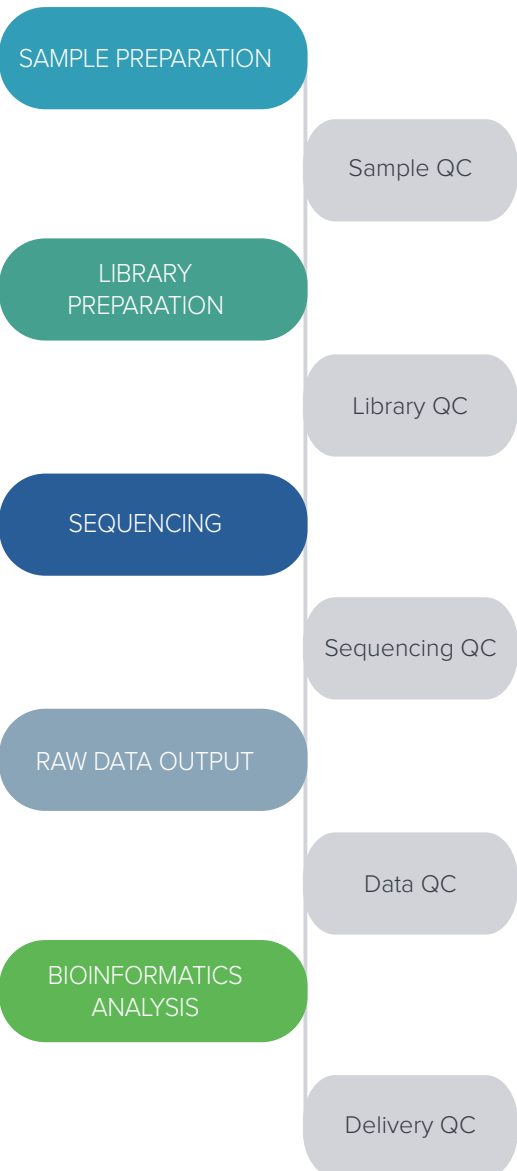 SAMPLE PREPARATION
Sample QC
LIBRARY
PREPARATION
Library QC
SEQUENCING
Sequencing QC
RAW DATA OUTPUT
Data QC
BIOINFORMATICS
ANALYSIS
Delivery QC